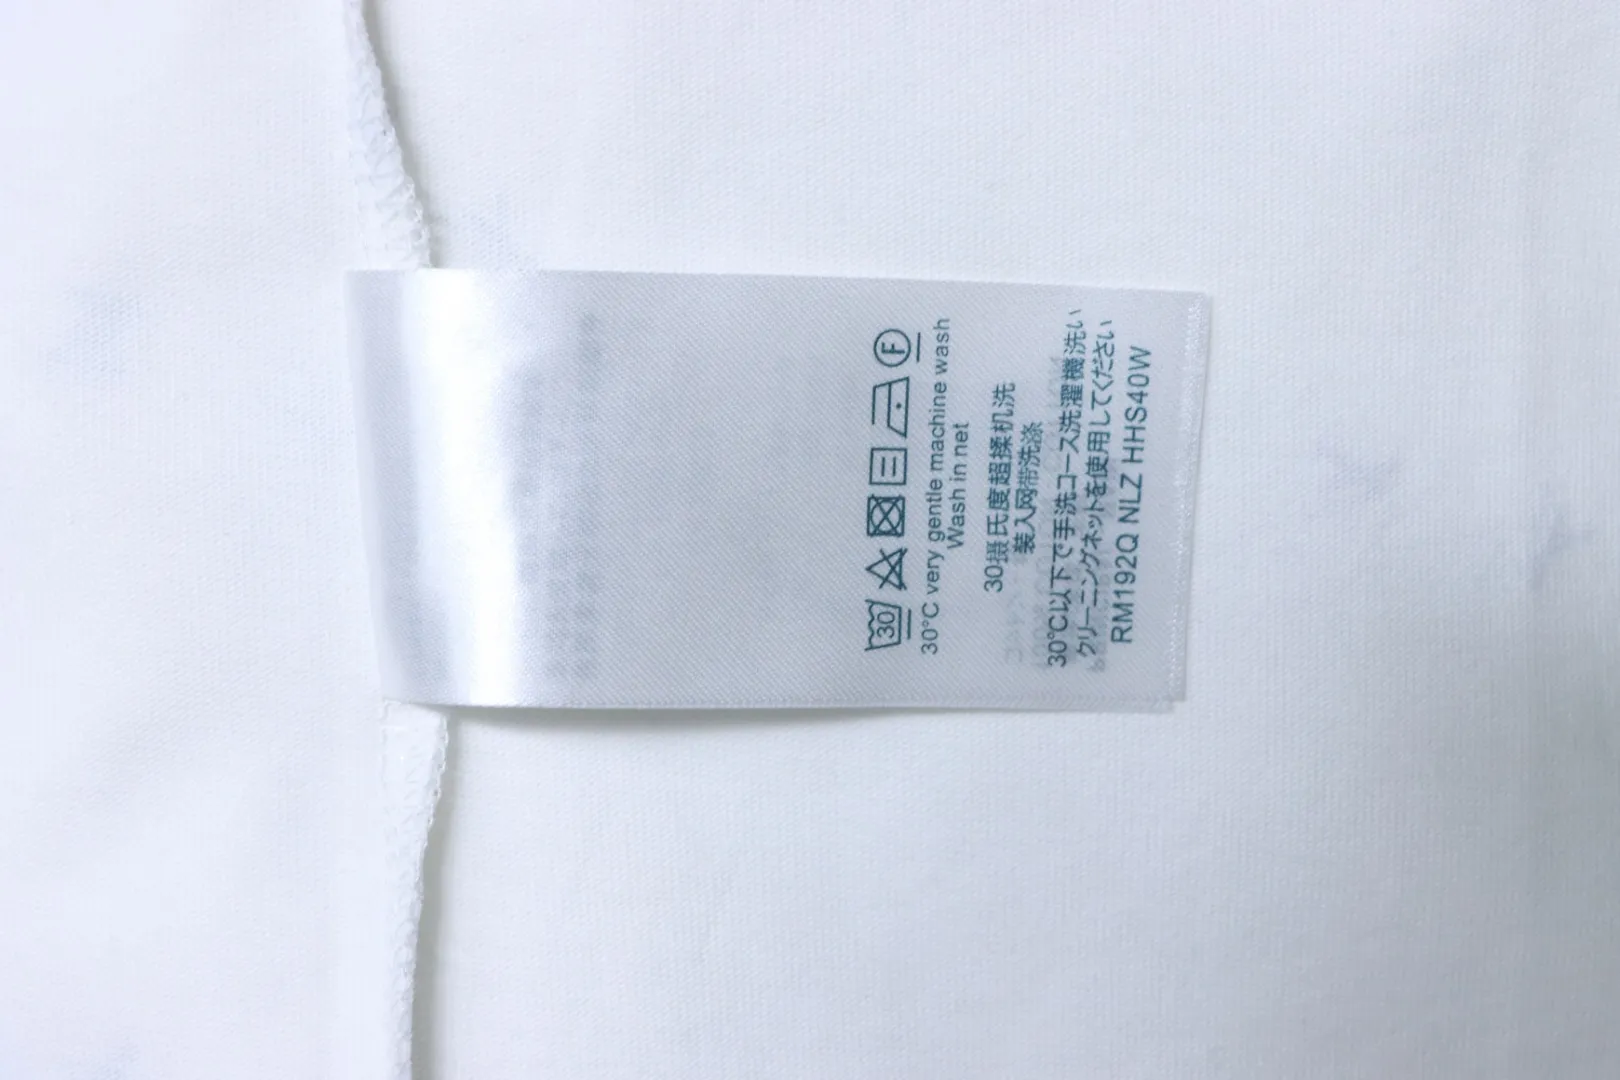 30
F
30°C very gentle machine wash
Wash in net
30摄氏度超揉机洗
装入网带洗涤
30℃以下で手洗コース洗濯機洗い
クリーニングネットを使用してください
RM192Q NLZ HHS40W